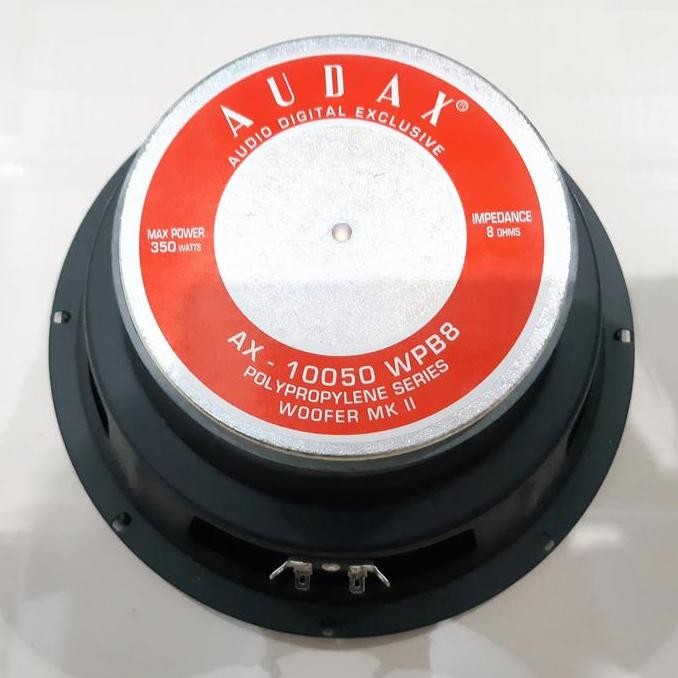 AUDAX®
AUDIO DIGITAL EXCLUSIVE
MAX POWER
350 WATTS
IMPEDANCE
8 OHMS
AX - 10050 WPB8
POLYPROPYLENE SERIES
WOOFER MK II